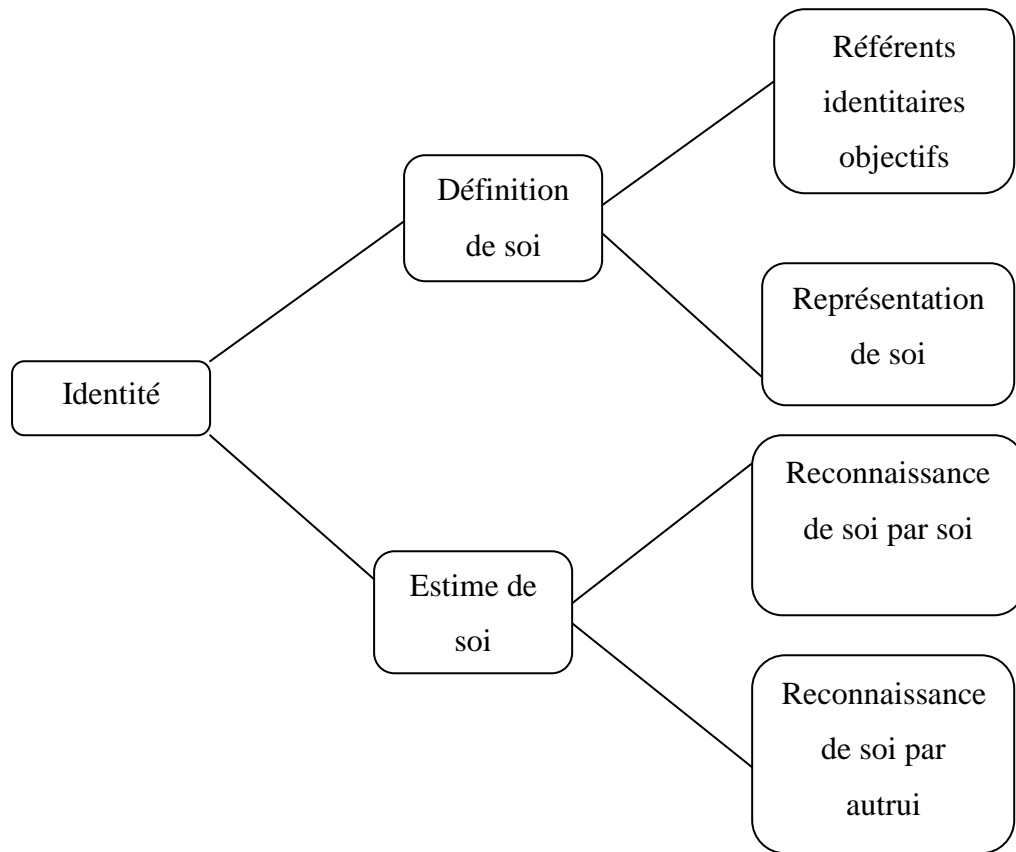 Référents
identitaires
objectifs
Définition
de soi
Représentation
de soi
Identité
Reconnaissance
de soi par soi
Estime de
soi
Reconnaissance
de soi par
autrui